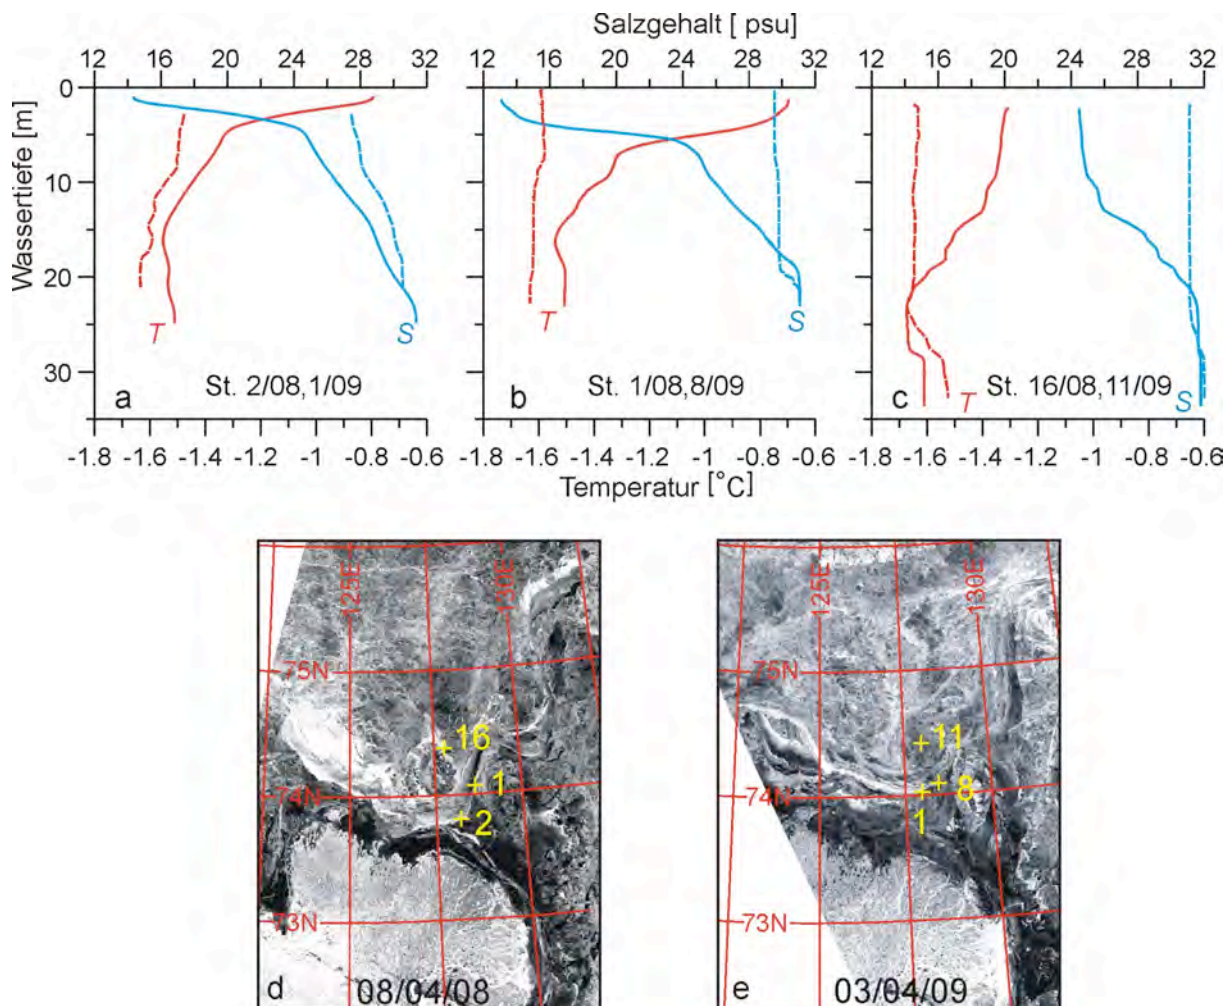 Salzgehalt [ psu]
12 16 20 24 28 32 12 16 20 24 28 32 12 16 20 24 28 32
Wassertiefe [m]
0
10
20
30
T S T S T S
a St. 2/08,1/09 b St. 1/08,8/09 c St. 16/08,11/09
-1.8 -1.6 -1.4 -1.2 -1 -0.8 -0.6 -1.8 -1.6 -1.4 -1.2 -1 -0.8 -0.6 -1.8 -1.6 -1.4 -1.2 -1 -0.8 -0.6
Temperatur [°C]
125E 130E
75N
16
1
74N
2
73N
d 08/04/08
125E 130E
75N
11
8
74N
1
73N
e 03/04/09